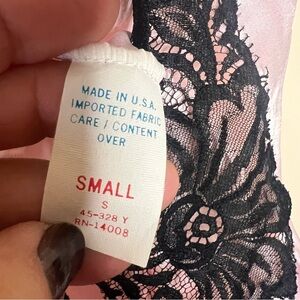 MADE IN U.S.A.
IMPORTED FABRIC
CARE / CONTENT
OVER
SMALL
S
45-328 Y
RN-14008